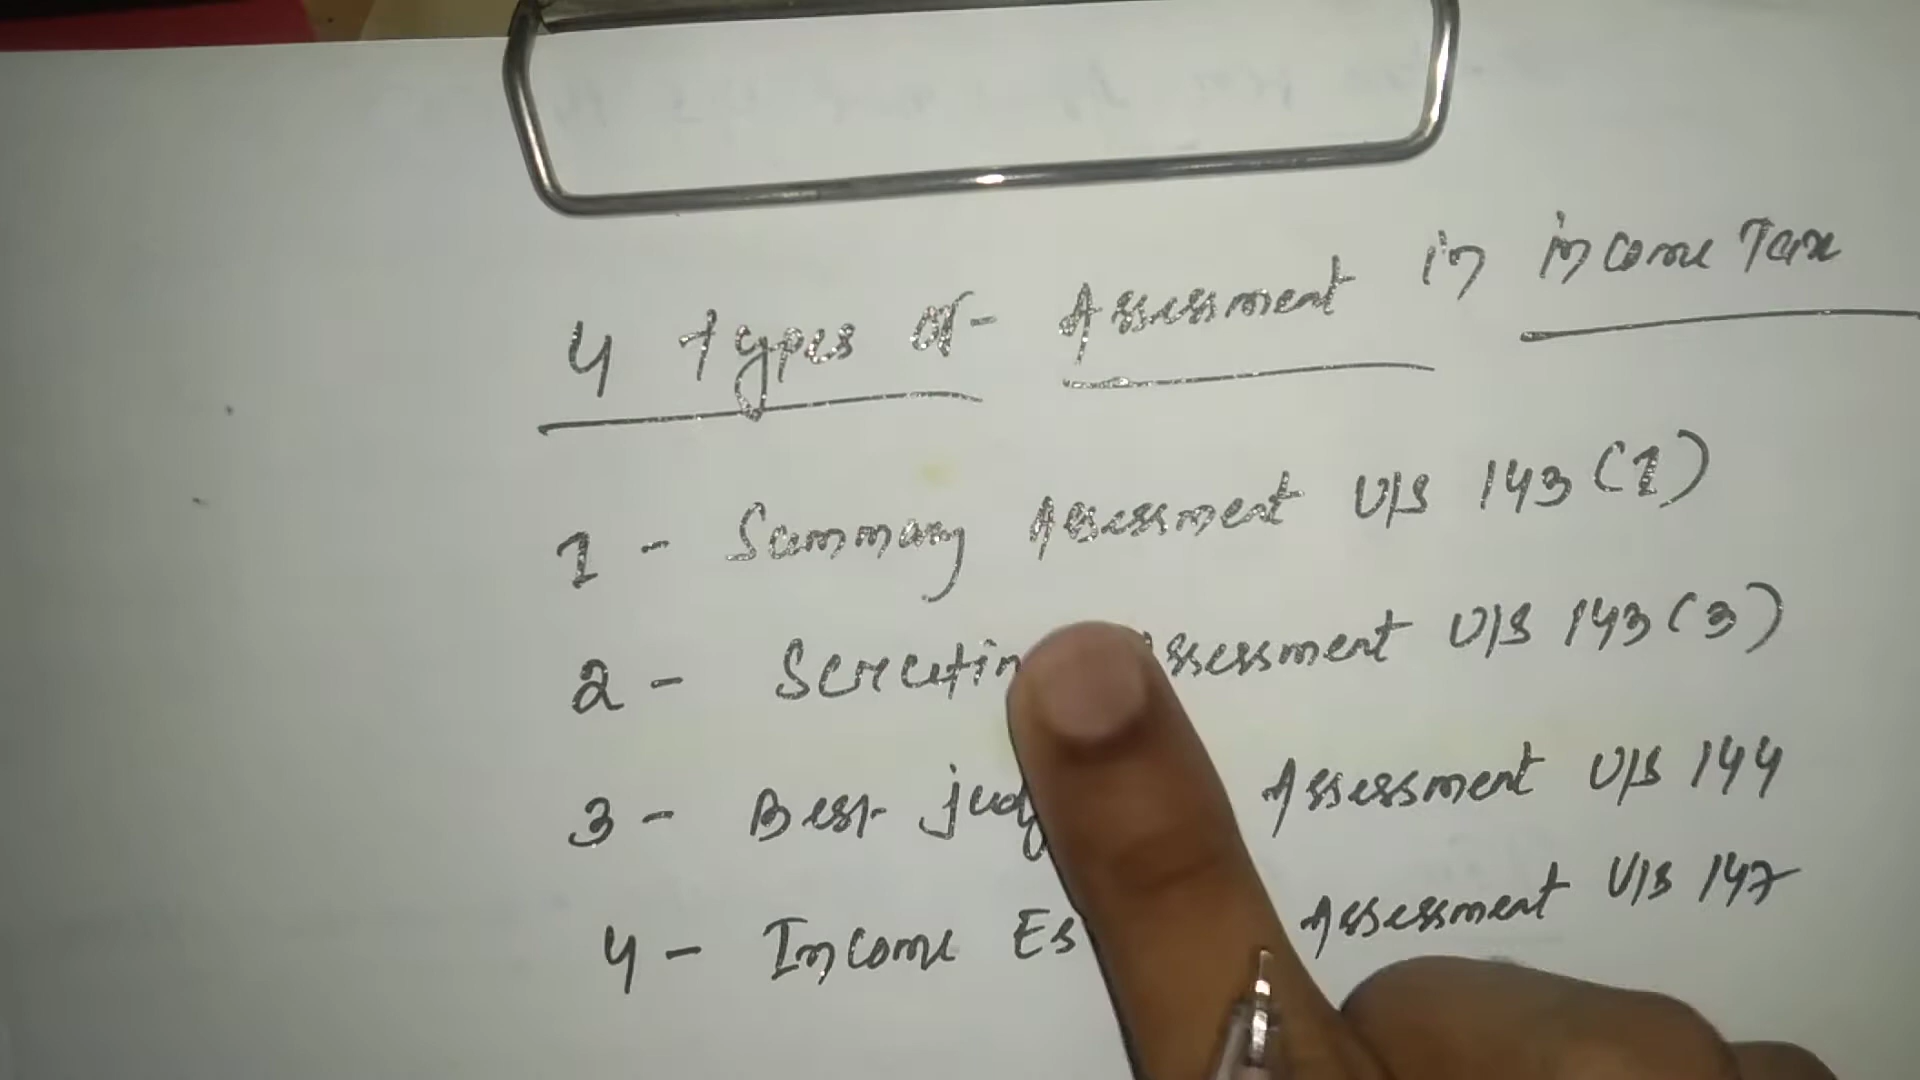 4 types of Assessment in income Tax
1 - Summary Assessment U/S 143 (1)
2 - Assessment U/S 143 (3)
3 - Best Assessment U/S 144
4 - Income Assessment U/S 147